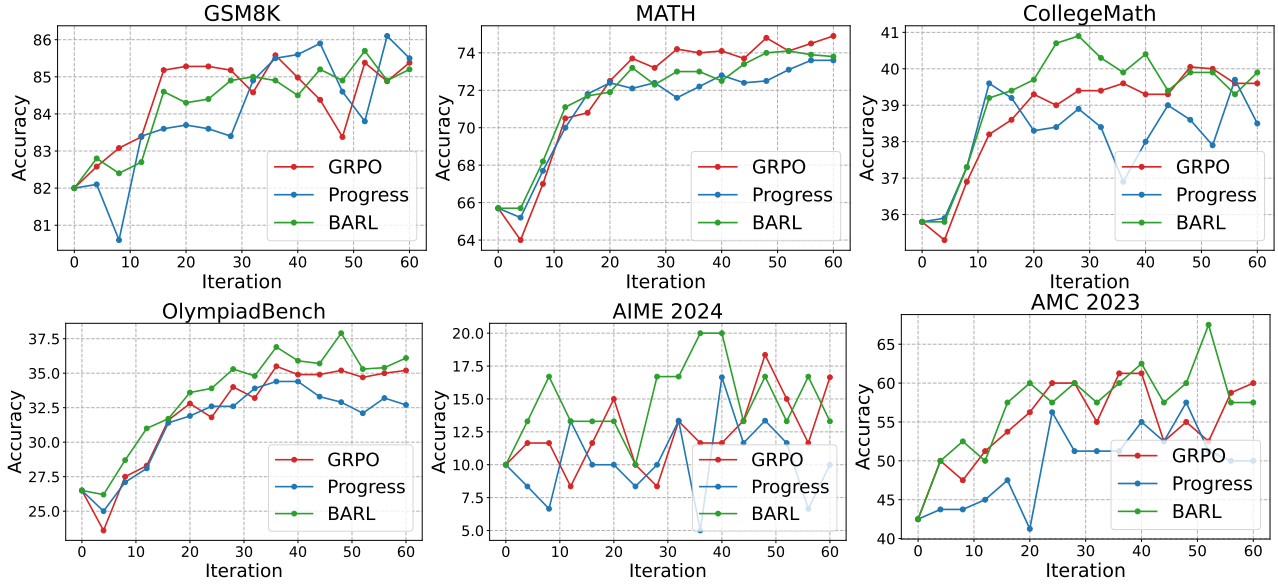 GSM8K
86
85
84
83
82
81
Accuracy
GRPO
Progress
BARL
0 10 20 30 40 50 60
Iteration
MATH
74
72
70
68
66
64
Accuracy
GRPO
Progress
BARL
0 10 20 30 40 50 60
Iteration
CollegeMath
41
40
39
38
37
36
Accuracy
GRPO
Progress
BARL
0 10 20 30 40 50 60
Iteration
OlympiadBench
37.5
35.0
32.5
30.0
27.5
25.0
Accuracy
GRPO
Progress
BARL
0 10 20 30 40 50 60
Iteration
AIME 2024
20.0
17.5
15.0
12.5
10.0
7.5
5.0
Accuracy
GRPO
Progress
BARL
0 10 20 30 40 50 60
Iteration
AMC 2023
65
60
55
50
45
40
Accuracy
GRPO
Progress
BARL
0 10 20 30 40 50 60
Iteration